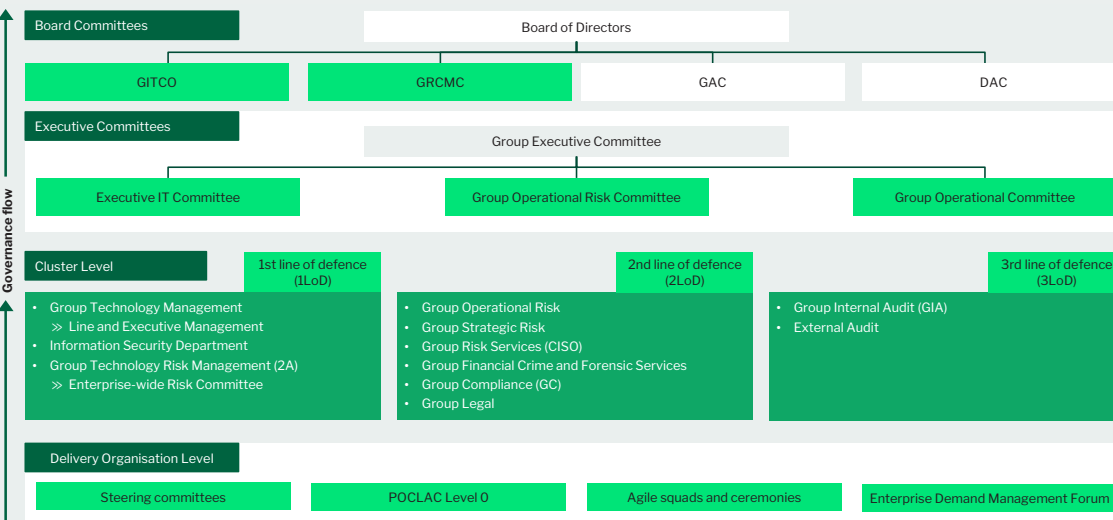 Board Committees
Board of Directors
GITCO
GRCMC
GAC
DAC
Executive Committees
Group Executive Committee
Executive IT Committee
Group Operational Risk Committee
Group Operational Committee
Governance flow
Cluster Level
1st line of defence
(1LoD)
• Group Technology Management
» Line and Executive Management
• Information Security Department
• Group Technology Risk Management (2A)
» Enterprise-wide Risk Committee
2nd line of defence
(2LoD)
• Group Operational Risk
• Group Strategic Risk
• Group Risk Services (CISO)
• Group Financial Crime and Forensic Services
• Group Compliance (GC)
• Group Legal
3rd line of defence
(3LoD)
• Group Internal Audit (GIA)
• External Audit
Delivery Organisation Level
Steering committees
POCLAC Level 0
Agile squads and ceremonies
Enterprise Demand Management Forum